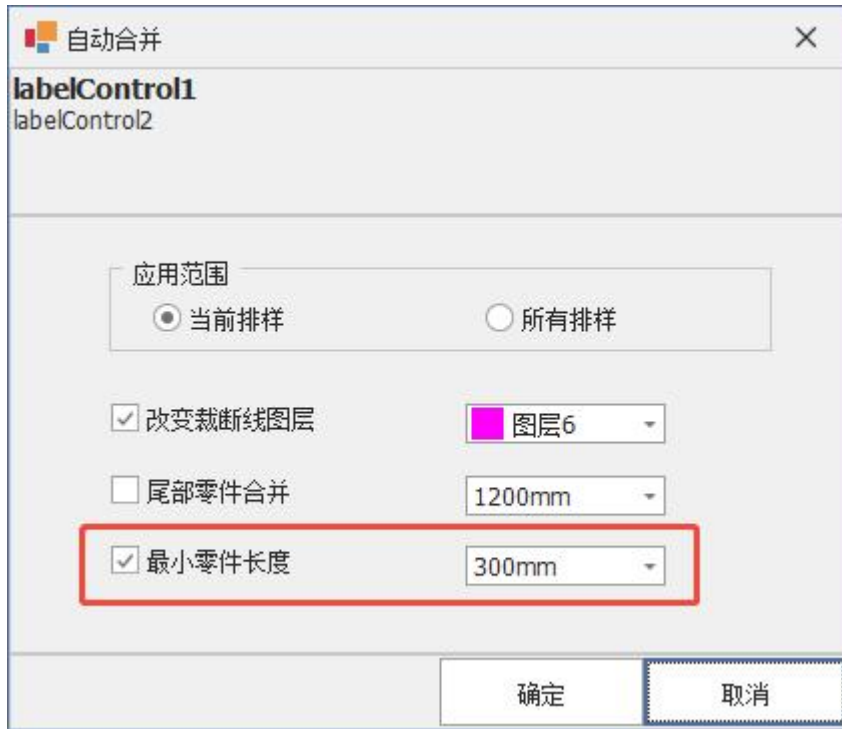 自动合并
labelControl1
labelControl2
应用范围
当前排样 所有排样
改变裁断线图层 图层6
尾部零件合并 1200mm
最小零件长度 300mm
确定 取消